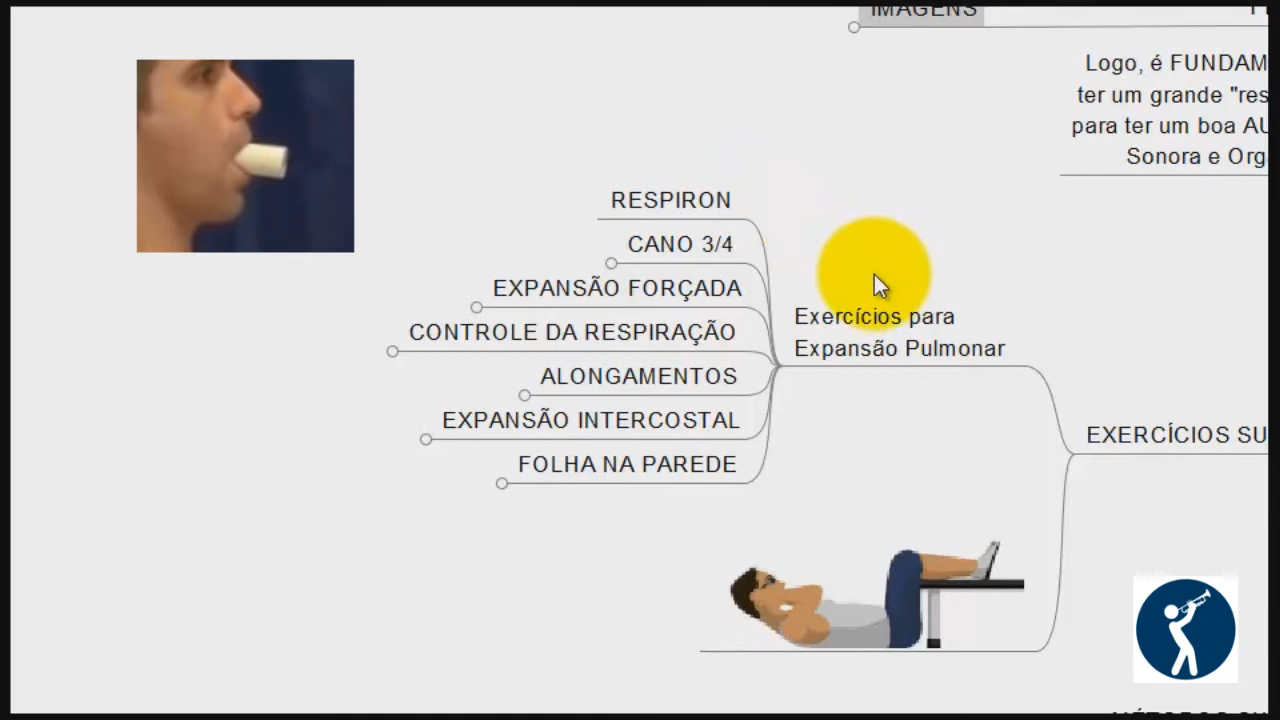 IMAGENS
Logo, é FUNDAM
ter um grande "res
para ter um boa AU
Sonora e Org
RESPIRON
CANO 3/4
EXPANSÃO FORÇADA
CONTROLE DA RESPIRAÇÃO
ALONGAMENTOS
EXPANSÃO INTERCOSTAL
FOLHA NA PAREDE
Exercícios para
Expansão Pulmonar
EXERCÍCIOS SU